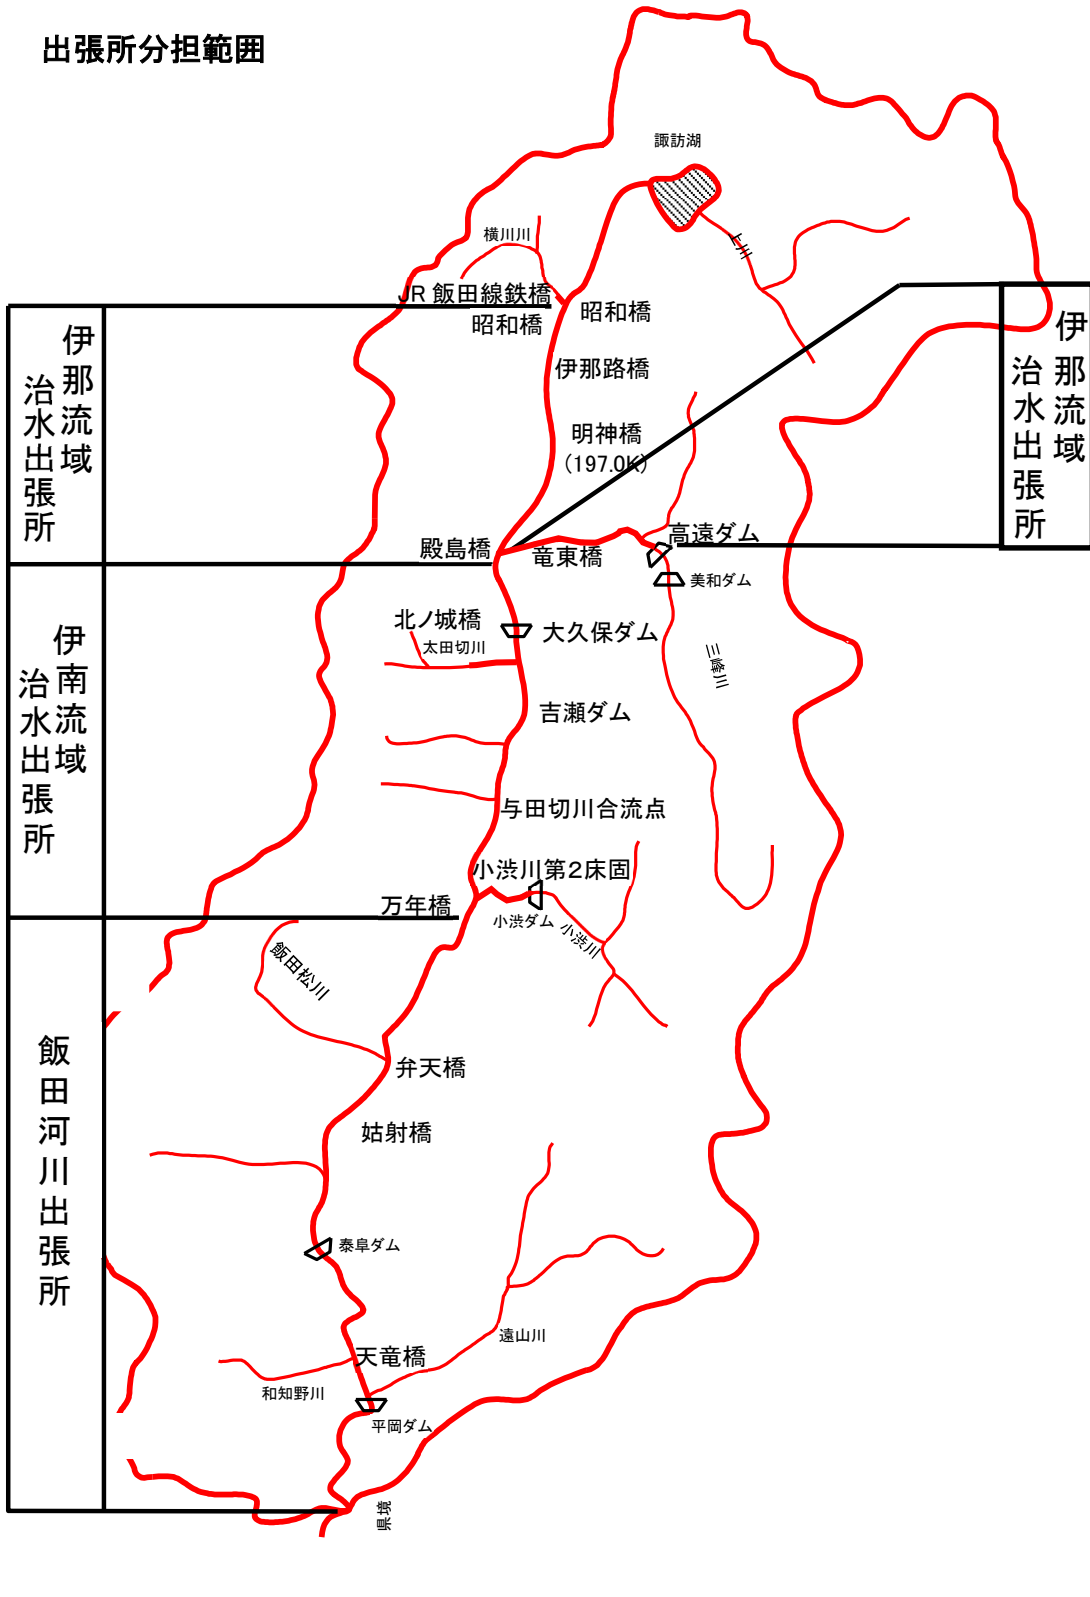 出張所分担範囲
諏訪湖
横川川
上川
JR 飯田線鉄橋
昭和橋
昭和橋
伊那路橋
明神橋
(197.0K)
伊那流域
治水出張所
伊那流域
治水出張所
殿島橋
竜東橋
高遠ダム
美和ダム
北ノ城橋
太田切川
大久保ダム
三峰川
伊南流域
治水出張所
吉瀬ダム
与田切川合流点
小渋川第2床固
万年橋
小渋ダム
小渋川
飯田松川
飯田河川出張所
弁天橋
姑射橋
泰阜ダム
遠山川
天竜橋
和知野川
平岡ダム
県境